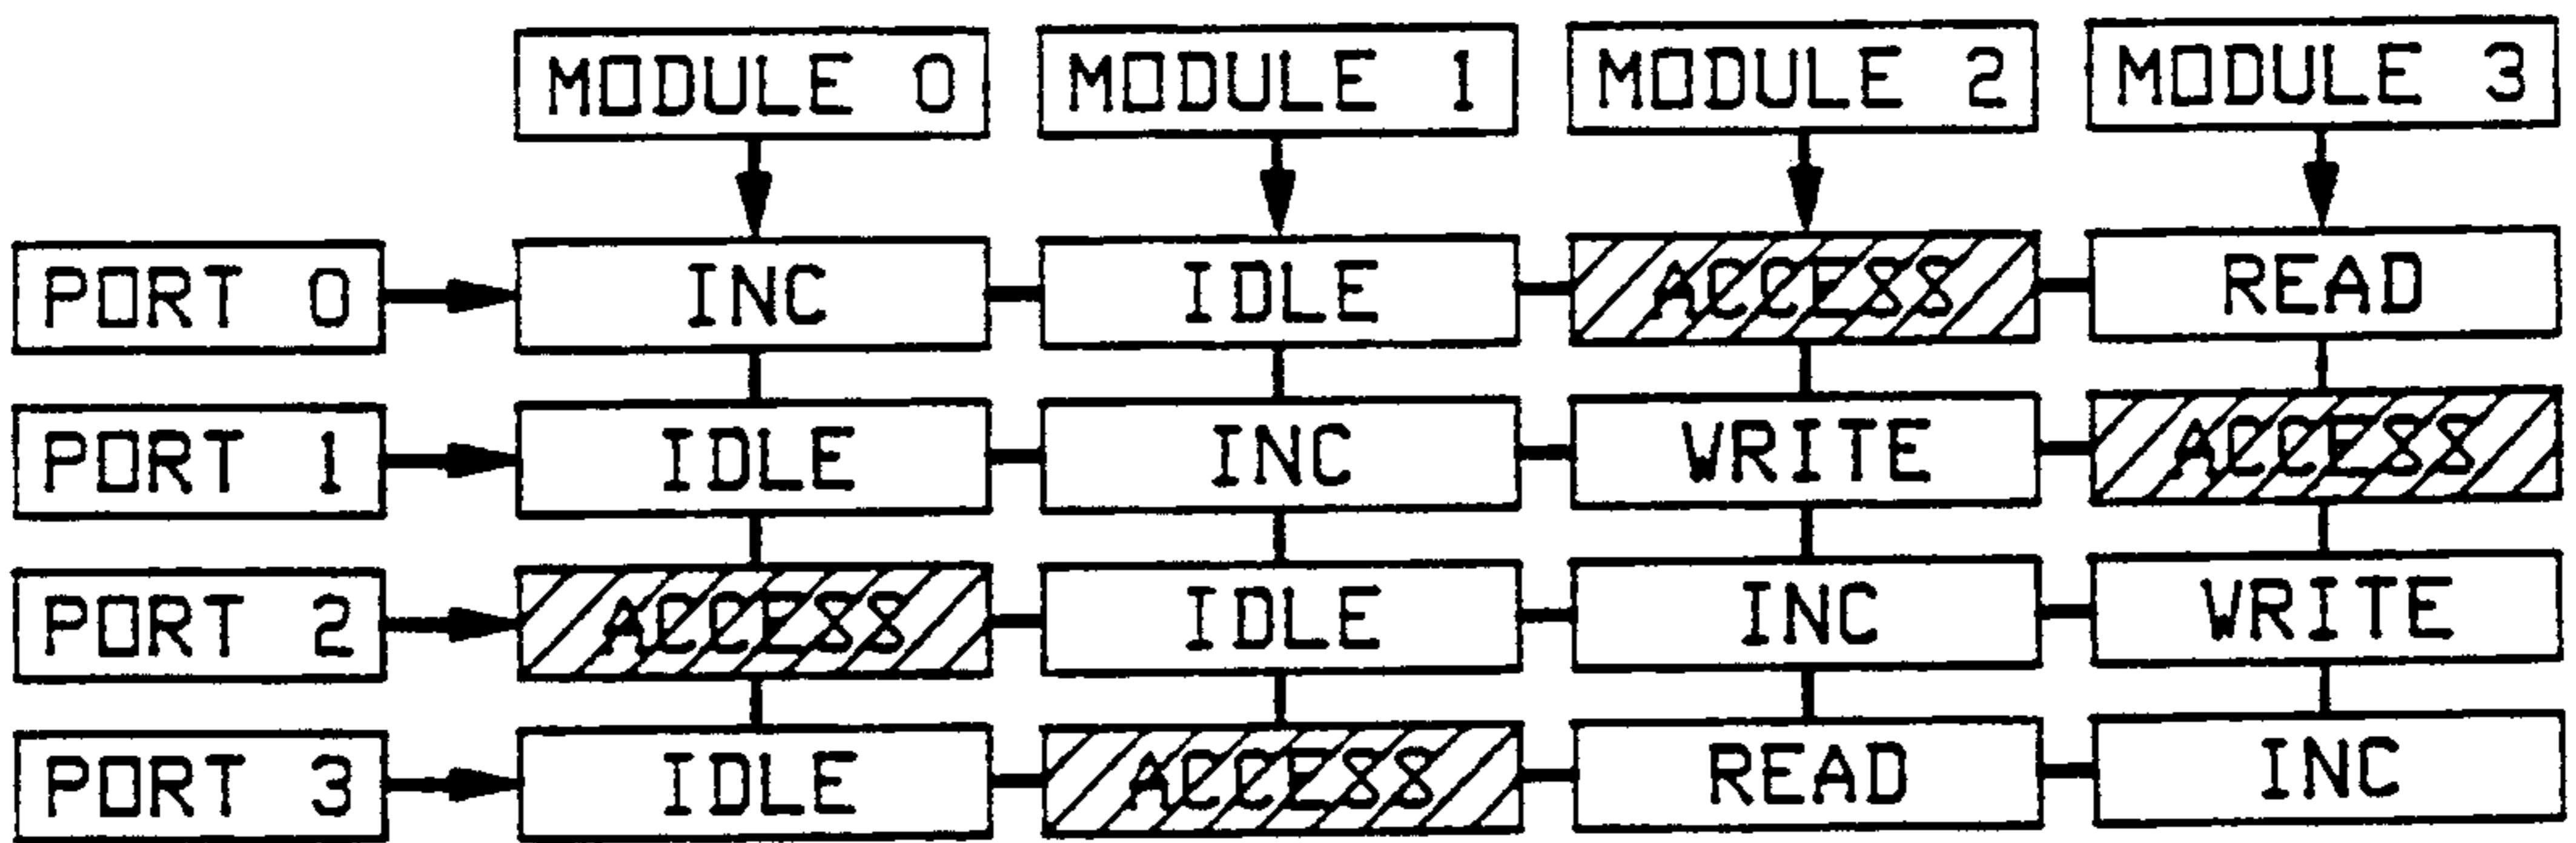 MODULE 0 MODULE 1 MODULE 2 MODULE 3
PORT 0 INC IDLE ACCESS READ
PORT 1 IDLE INC WRITE ACCESS
PORT 2 ACCESS IDLE INC WRITE
PORT 3 IDLE ACCESS READ INC